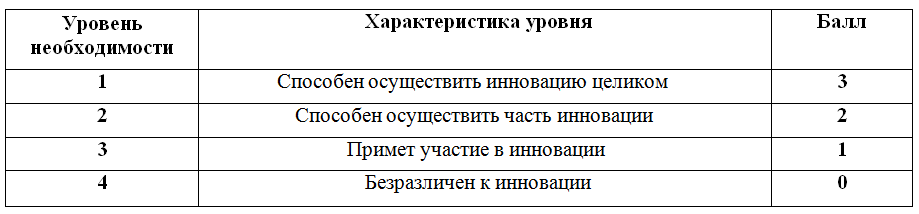 Уровень необходимости Характеристика уровня Балл
1 Способен осуществить инновацию целиком 3
2 Способен осуществить часть инновации 2
3 Примет участие в инновации 1
4 Безразличен к инновации 0